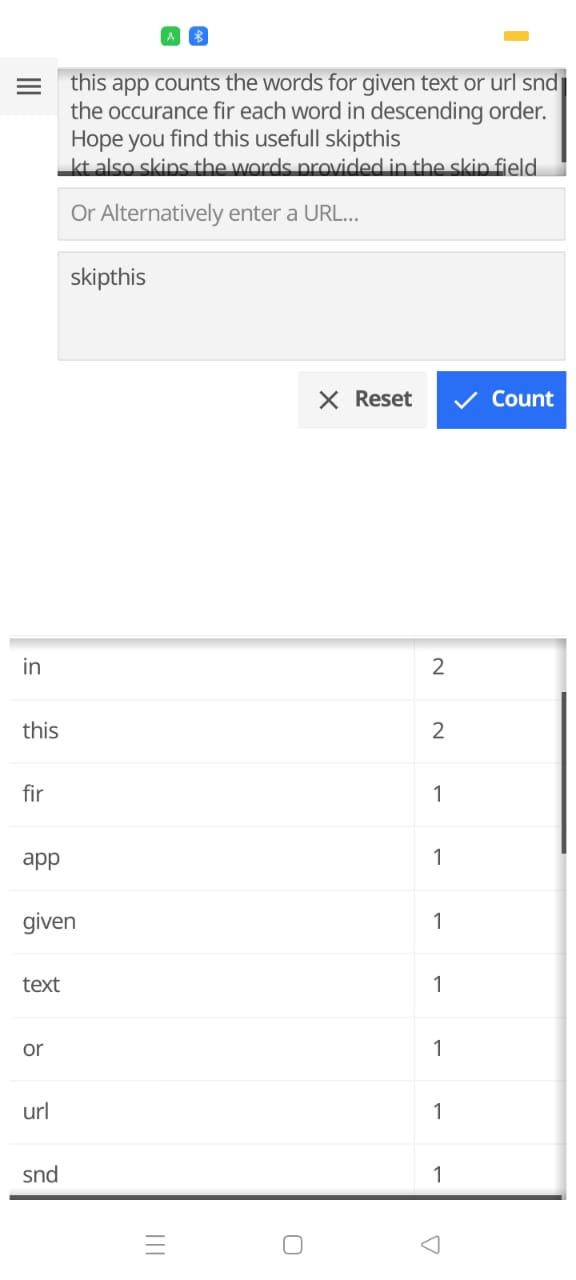 this app counts the words for given text or url snd
the occurance fir each word in descending order.
Hope you find this usefull skipthis
kt also skips the words provided in the skip field
Or Alternatively enter a URL...
skipthis
Reset
Count
in 2
this 2
fir 1
app 1
given 1
text 1
or 1
url 1
snd 1